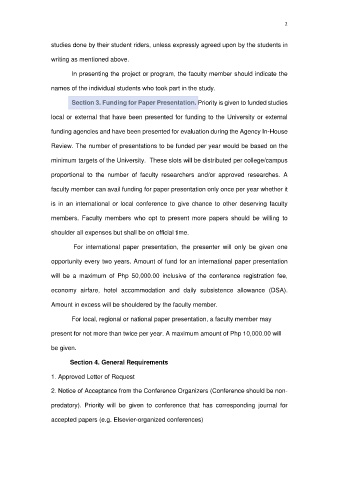 2
studies done by their student riders, unless expressly agreed upon by the students in
writing as mentioned above.
In presenting the project or program, the faculty member should indicate the
names of the individual students who took part in the study.
Section 3. Funding for Paper Presentation. Priority is given to funded studies
local or external that have been presented for funding to the University or external
funding agencies and have been presented for evaluation during the Agency In-House
Review. The number of presentations to be funded per year would be based on the
minimum targets of the University. These slots will be distributed per college/campus
proportional to the number of faculty researchers and/or approved researches. A
faculty member can avail funding for paper presentation only once per year whether it
is in an international or local conference to give chance to other deserving faculty
members. Faculty members who opt to present more papers should be willing to
shoulder all expenses but shall be on official time.
For international paper presentation, the presenter will only be given one
opportunity every two years. Amount of fund for an international paper presentation
will be a maximum of Php 50,000.00 inclusive of the conference registration fee,
economy airfare, hotel accommodation and daily subsistence allowance (DSA).
Amount in excess will be shouldered by the faculty member.
For local, regional or national paper presentation, a faculty member may
present for not more than twice per year. A maximum amount of Php 10,000.00 will
be given.
Section 4. General Requirements
1. Approved Letter of Request
2. Notice of Acceptance from the Conference Organizers (Conference should be non-
predatory). Priority will be given to conference that has corresponding journal for
accepted papers (e.g. Elsevier-organized conferences)